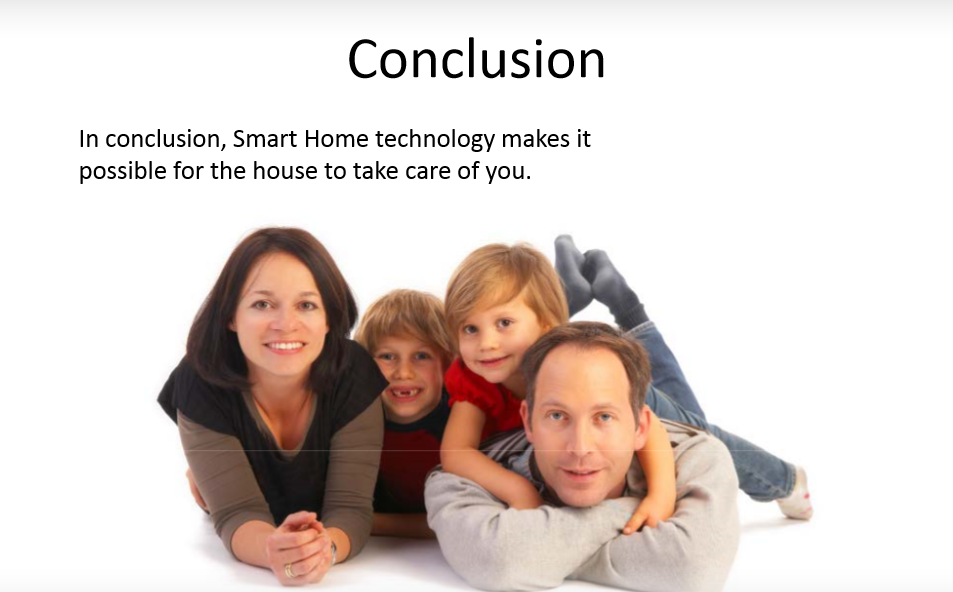 Conclusion
In conclusion, Smart Home technology makes it
possible for the house to take care of you.